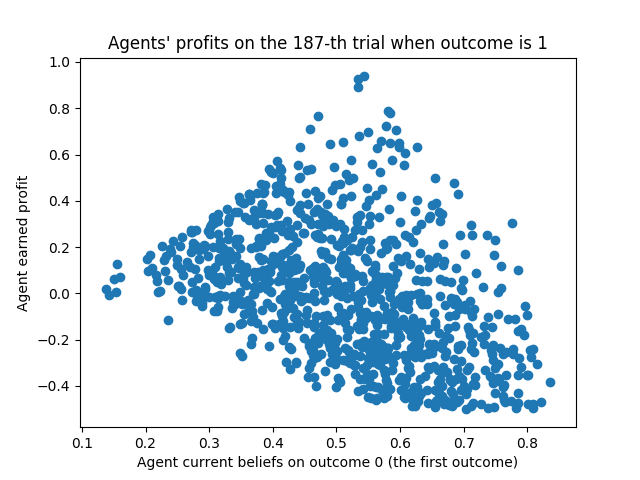 Agents' profits on the 187-th trial when outcome is 1
1.0
0.8
0.6
0.4
0.2
0.0
−0.2
−0.4
Agent earned profit
0.1 0.2 0.3 0.4 0.5 0.6 0.7 0.8
Agent current beliefs on outcome 0 (the first outcome)